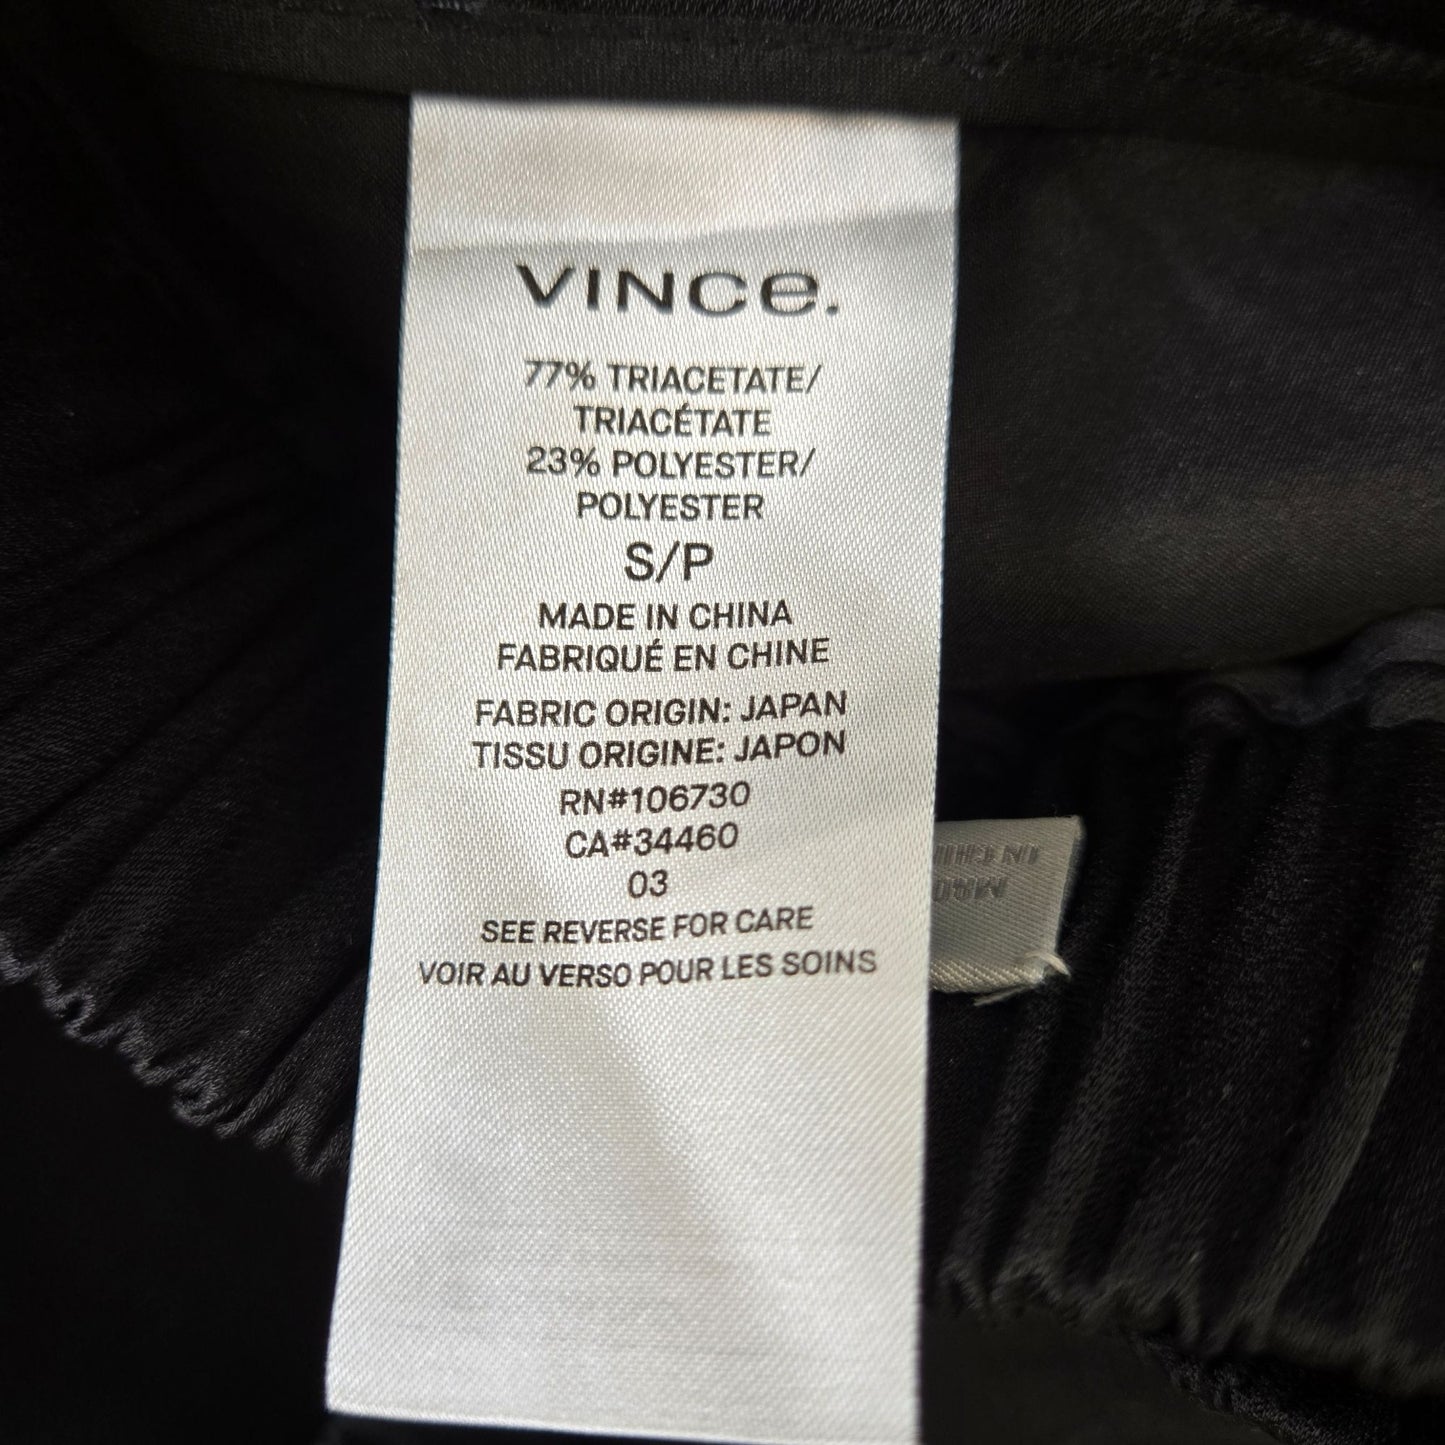 VINCe.
77% TRIACETATE/
TRIACÉTATE
23% POLYESTER/
POLYESTER
S/P
MADE IN CHINA
FABRIQUÉ EN CHINE
FABRIC ORIGIN: JAPAN
TISSU ORIGINE: JAPON
RN#106730
CA#34460
03
SEE REVERSE FOR CARE
VOIR AU VERSO POUR LES SOINS